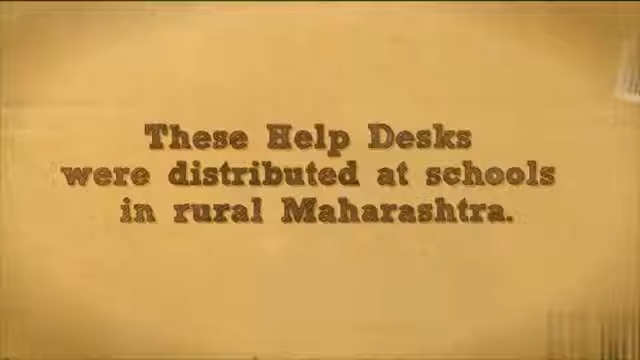 These Help Desks
were distributed at schools
in rural Maharashtra.